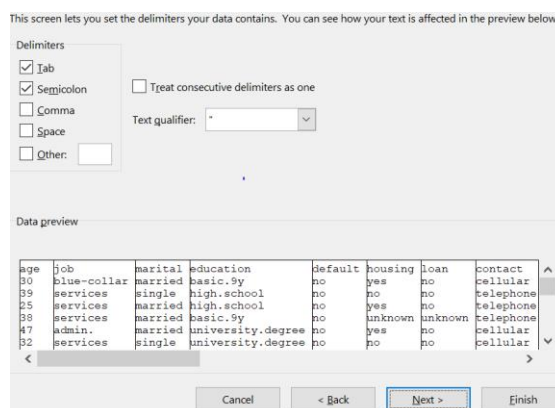 This screen lets you set the delimiters your data contains.  You can see how your text is affected in the preview below
Delimiters
Tab
Semicolon
Comma
Space
Other:
Treat consecutive delimiters as one
Text qualifier: "
Data preview
age job marital education default housing loan contact
30 blue-collar married basic.9y no yes no cellular
39 services single high.school no no no telephone
25 services married high.school no yes no telephone
38 services married basic.9y no unknown unknown telephone
47 admin. married university.degree no yes no cellular
32 services single university.degree no no no cellular
Cancel < Back Next > Finish